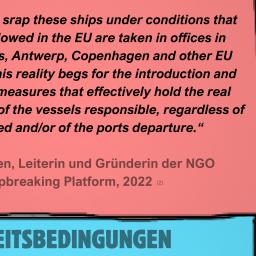 srap these ships under conditions that
owed in the EU are taken in offices in
s, Antwerp, Copenhagen and other EU
is reality begs for the introduction and
measures that effectively hold the real
of the vessels responsible, regardless of
ed and/or of the ports departure.“
en, Leiterin und Gründerin der NGO
pbreaking Platform, 2022
EITSBEDINGUNGEN